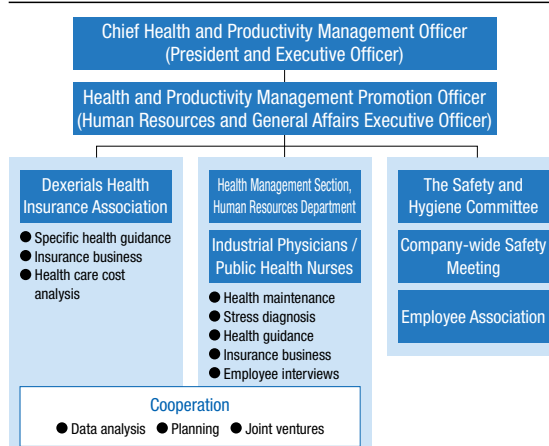 Chief Health and Productivity Management Officer
(President and Executive Officer)
Health and Productivity Management Promotion Officer
(Human Resources and General Affairs Executive Officer)
Dexerials Health
Insurance Association
● Specific health guidance
● Insurance business
● Health care cost
analysis
Health Management Section,
Human Resources Department
Industrial Physicians /
Public Health Nurses
● Health maintenance
● Stress diagnosis
● Health guidance
● Insurance business
● Employee interviews
The Safety and
Hygiene Committee
Company-wide Safety
Meeting
Employee Association
Cooperation
● Data analysis ● Planning ● Joint ventures